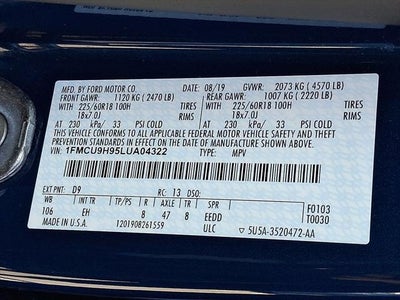 MFD. BY FORD MOTOR CO.
DATE: 08/19 GVWR: 2073 KG (4570 LB)
FRONT GAWR: 1120 KG (2470 LB) REAR GAWR: 1007 KG (2220 LB)
WITH 225/60R18 100H TIRES WITH 225/60R18 100H TIRES
18x7.0J RIMS 18x7.0J RIMS
AT 230 kPa/ 33 PSI COLD AT 230 kPa/ 33 PSI COLD
THIS VEHICLE CONFORMS TO ALL APPLICABLE FEDERAL MOTOR VEHICLE SAFETY AND THEFT
PREVENTION STANDARDS IN EFFECT ON THE DATE OF MANUFACTURE SHOWN ABOVE.
VIN: 1FMCU9H95LUA04322 TYPE: MPV
EXT PNT: D9 RC: 13 DSO:
WB INT TR TP/PS R AXLE TR SPR F0103
106 EH 8 47 8 EEDD T0030
MADE IN U.S.A. 1201908261559 ULC 5U5A-3520472-AA